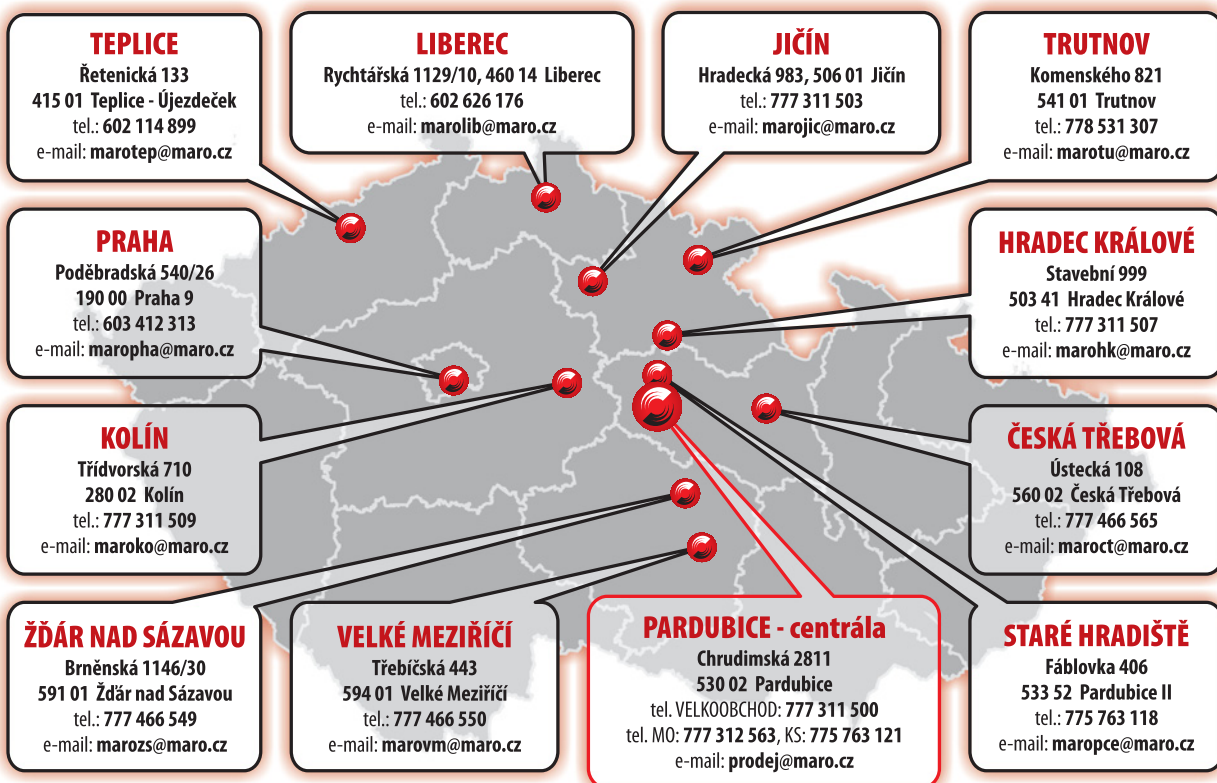 TEPLICE
Řetenická 133
415 01 Teplice - Újezdeček
tel.: 602 114 899
e-mail: marotep@maro.cz
LIBEREC
Rychtářská 1129/10, 460 14 Liberec
tel.: 602 626 176
e-mail: marolib@maro.cz
JIČÍN
Hradecká 983, 506 01 Jičín
tel.: 777 311 503
e-mail: marojic@maro.cz
TRUTNOV
Komenského 821
541 01 Trutnov
tel.: 778 531 307
e-mail: marotu@maro.cz
PRAHA
Poděbradská 540/26
190 00 Praha 9
tel.: 603 412 313
e-mail: maropha@maro.cz
HRADEC KRÁLOVÉ
Stavební 999
503 41 Hradec Králové
tel.: 777 311 507
e-mail: marohk@maro.cz
KOLÍN
Třídvorská 710
280 02 Kolín
tel.: 777 311 509
e-mail: maroko@maro.cz
ČESKÁ TŘEBOVÁ
Ústecká 108
560 02 Česká Třebová
tel.: 777 466 565
e-mail: maroct@maro.cz
ŽĎÁR NAD SÁZAVOU
Brněnská 1146/30
591 01 Žďár nad Sázavou
tel.: 777 466 549
e-mail: marozs@maro.cz
VELKÉ MEZIŘÍČÍ
Třebíčská 443
594 01 Velké Meziříčí
tel.: 777 466 550
e-mail: marovm@maro.cz
PARDUBICE - centrála
Chrudimská 2811
530 02 Pardubice
tel. VELKOOBCHOD: 777 311 500
tel. MO: 777 312 563, KS: 775 763 121
e-mail: prodej@maro.cz
STARÉ HRADIŠTĚ
Fáblovka 406
533 52 Pardubice II
tel.: 775 763 118
e-mail: maropce@maro.cz